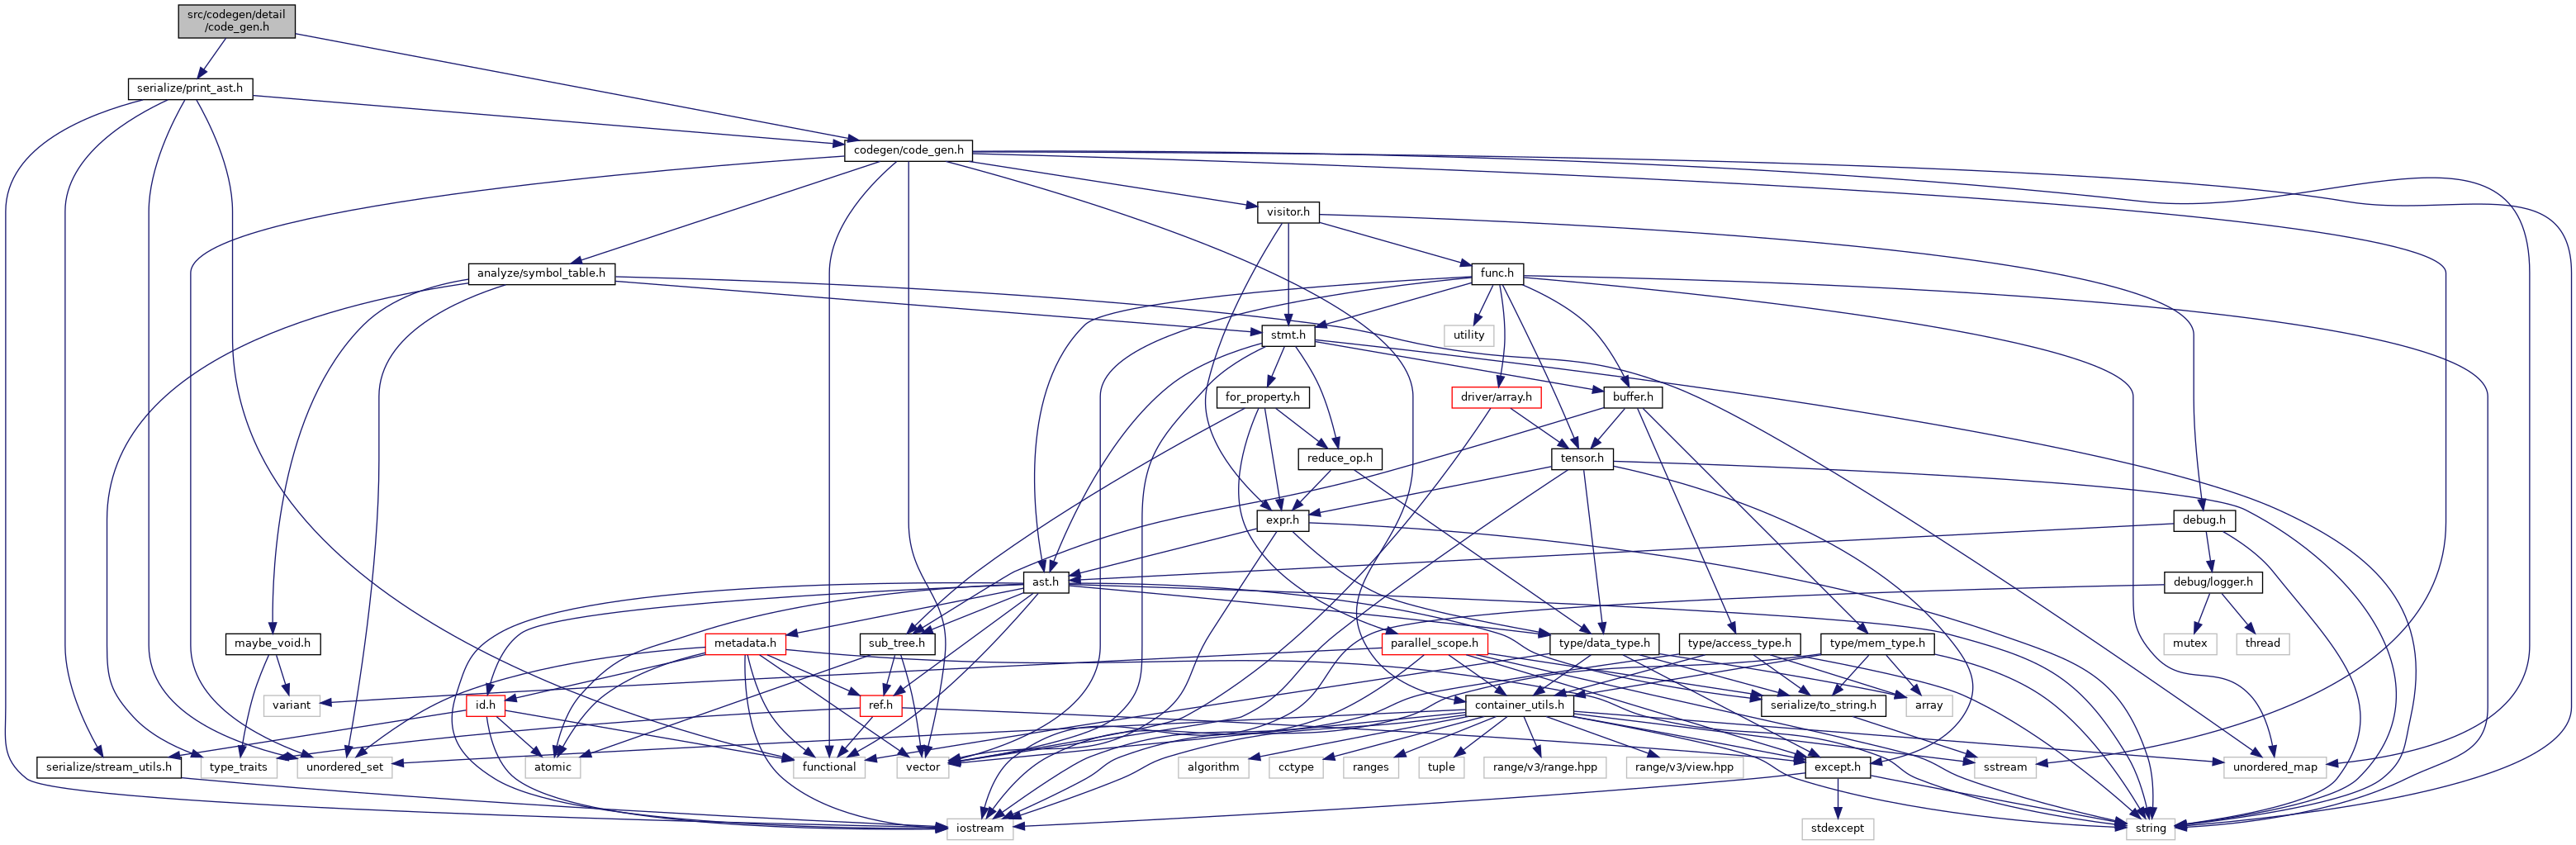 src/codegen/detail
/code_gen.h
serialize/print_ast.h
codegen/code_gen.h
visitor.h
analyze/symbol_table.h
func.h
utility
stmt.h
for_property.h
driver/array.h
buffer.h
reduce_op.h
tensor.h
expr.h
debug.h
ast.h
debug/logger.h
maybe_void.h
metadata.h
sub_tree.h
parallel_scope.h
type/data_type.h
type/access_type.h
type/mem_type.h
mutex
thread
variant
id.h
ref.h
container_utils.h
serialize/to_string.h
array
serialize/stream_utils.h
type_traits
unordered_set
atomic
functional
vector
algorithm
cctype
ranges
tuple
range/v3/range.hpp
range/v3/view.hpp
except.h
sstream
unordered_map
iostream
stdexcept
string